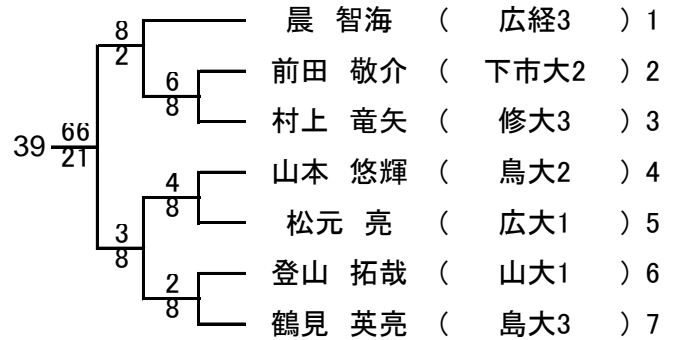 晨 智海 ( 広経3 ) 1
8
2
前田 敬介 ( 下市大2 ) 2
6
8
村上 竜矢 ( 修大3 ) 3
39
66
21
山本 悠輝 ( 鳥大2 ) 4
4
8
松元 亮 ( 広大1 ) 5
3
8
登山 拓哉 ( 山大1 ) 6
2
8
鶴見 英亮 ( 島大3 ) 7